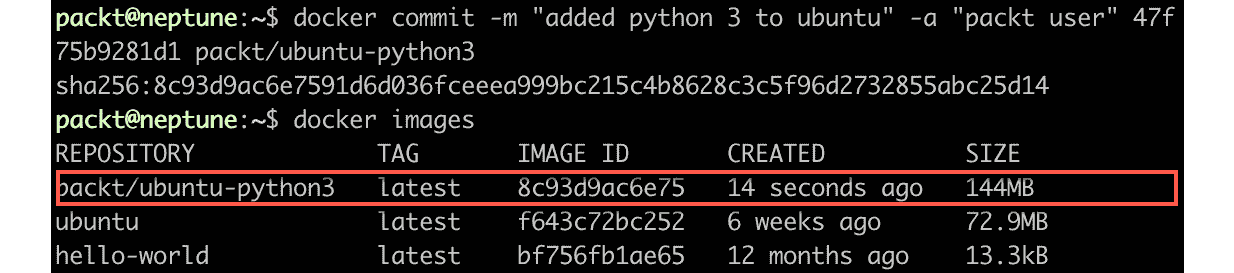 packt@neptune:~$ docker commit -m "added python 3 to ubuntu" -a "packt user" 47f
75b9281d1 packt/ubuntu-python3
sha256:8c93d9ac6e7591d6d036fceeea999bc215c4b8628c3c5f96d2732855abc25d14
packt@neptune:~$ docker images
REPOSITORY TAG IMAGE ID CREATED SIZE
packt/ubuntu-python3 latest 8c93d9ac6e75 14 seconds ago 144MB
ubuntu latest f643c72bc252 6 weeks ago 72.9MB
hello-world latest bf756fb1ae65 12 months ago 13.3kB